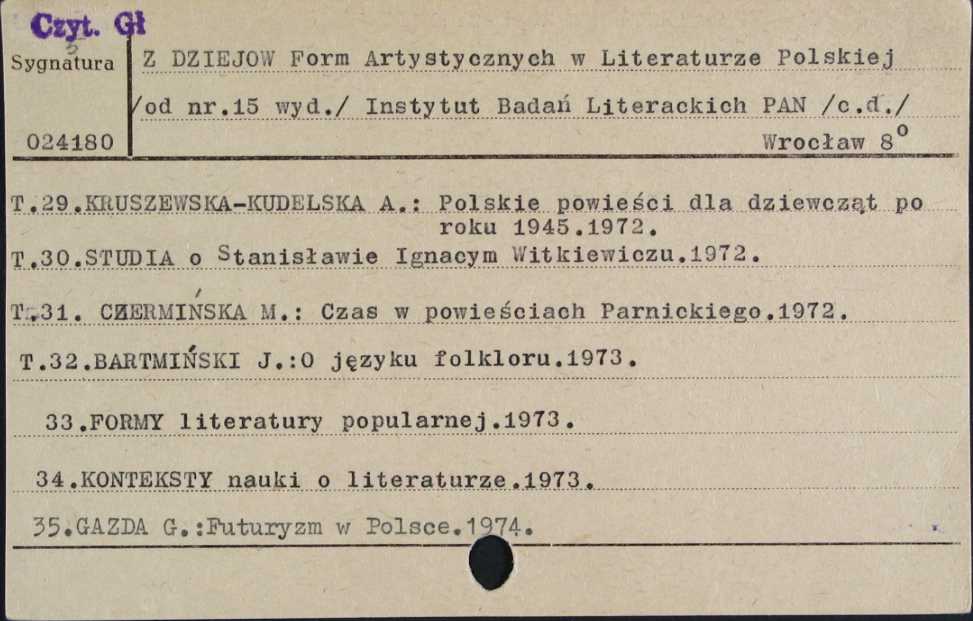 Czyt. Gł
5
Sygnatura
Z DZIEJOW Form Artystycznych w Literaturze Polskiej
/od nr.15 wyd./ Instytut Badań Literackich PAN /c.d./
024180
Wrocław 8º
T.29.KRUSZEWSKA-KUDELSKA A.: Polskie powieści dla dziewcząt po
roku 1945.1972.
T.30.STUDIA o Stanisławie Ignacym Witkiewiczu.1972.
T.31. CZERMIŃSKA M.: Czas w powieściach Parnickiego.1972.
T.32.BARTMIŃSKI J.:O języku folkloru.1973.
33.FORMY literatury popularnej.1973.
34.KONTEKSTY nauki o literaturze.1973.
35.GAZDA G.:Futuryzm w Polsce.1974.